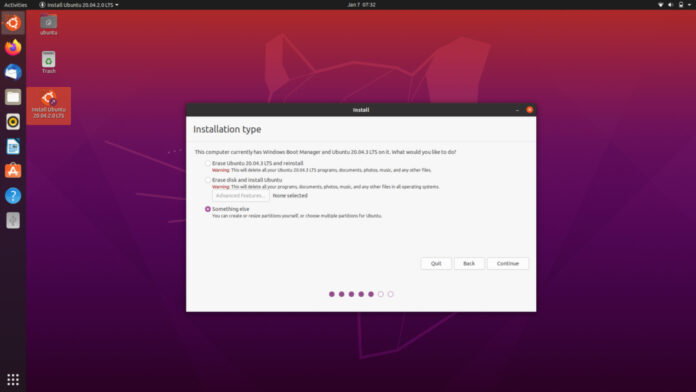 Activities
Install Ubuntu 20.04.2.0 LTS
Jan 7 07:32
ubuntu
Trash
Install Ubuntu
20.04.2.0 LTS
Install
Installation type
This computer currently has Windows Boot Manager and Ubuntu 20.04.3 LTS on it. What would you like to do?
Erase Ubuntu 20.04.3 LTS and reinstall
Warning: This will delete all your Ubuntu 20.04.3 LTS programs, documents, photos, music, and any other files.
Erase disk and install Ubuntu
Warning: This will delete all your programs, documents, photos, music, and any other files in all operating systems.
Advanced Features... None selected
Something else
You can create or resize partitions yourself, or choose multiple partitions for Ubuntu.
Quit Back Continue